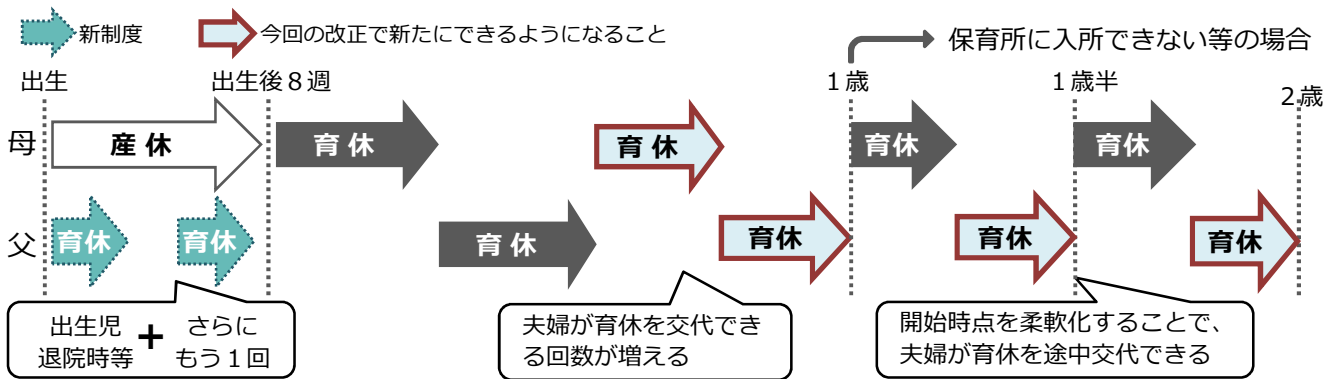 新制度
今回の改正で新たにできるようになること
保育所に入所できない等の場合
出生
出生後８週
１歳
１歳半
２歳
母
産 休
育 休
育 休
育休
育休
父
育休
育休
育 休
育休
育休
育休
出生児
退院時等
＋
さらに
もう１回
夫婦が育休を交代でき
る回数が増える
開始時点を柔軟化することで、
夫婦が育休を途中交代できる